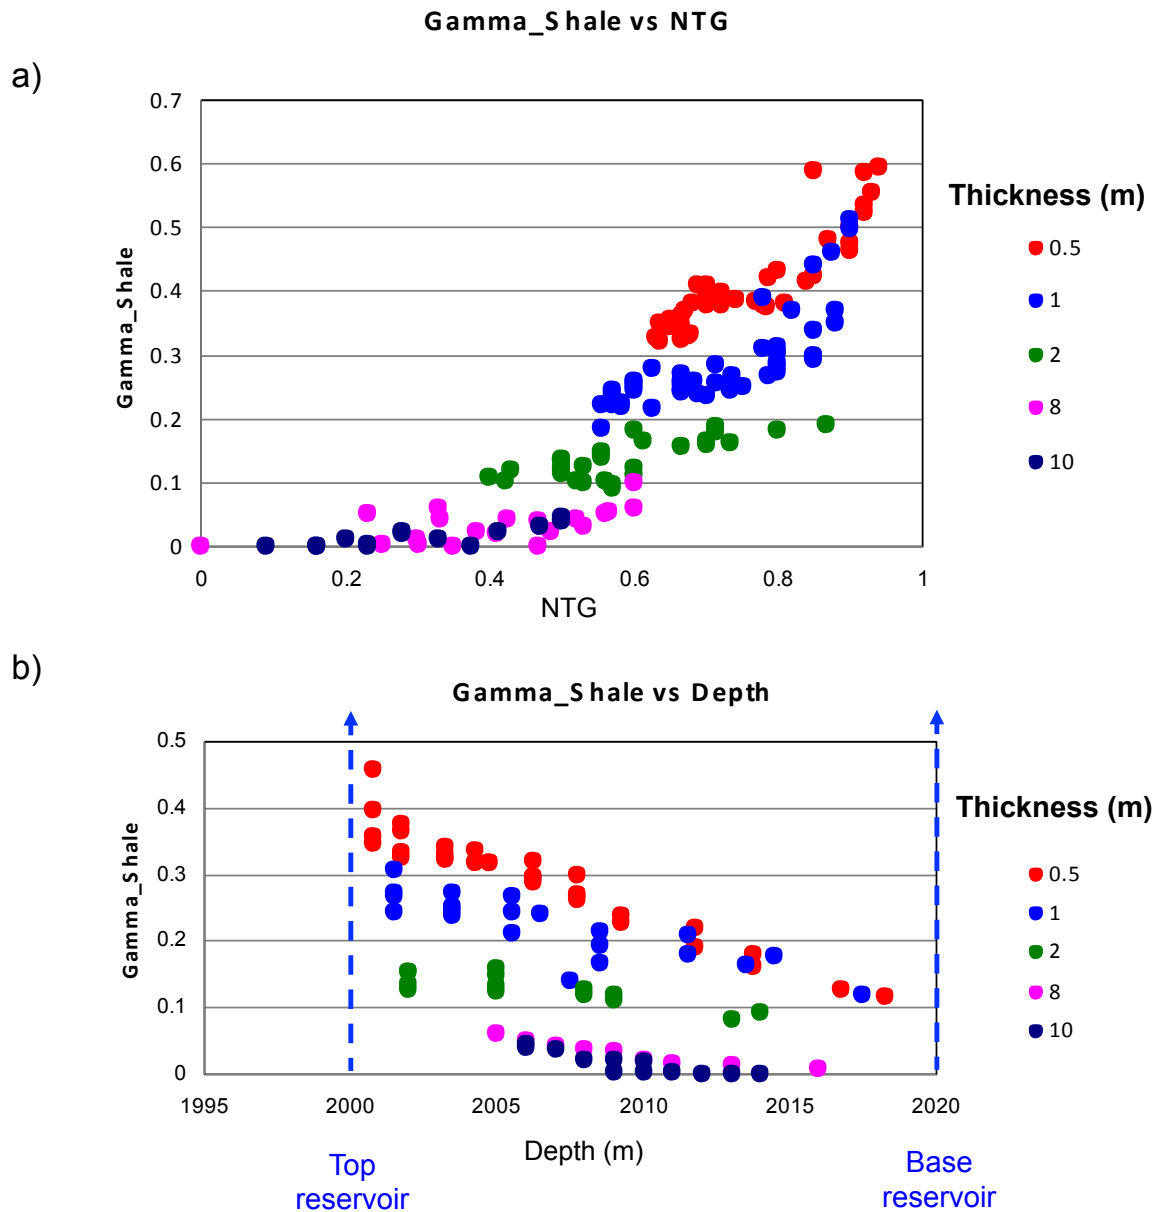 Gamma_Shale vs NTG
a)
0.7
0.6
0.5
0.4
0.3
0.2
0.1
0
Gamma_Shale
0 0.2 0.4 0.6 0.8 1
NTG
Thickness (m)
0.5
1
2
8
10
b)
Gamma_Shale vs Depth
0.5
0.4
0.3
0.2
0.1
0
Gamma_Shale
1995 2000 2005 2010 2015 2020
Depth (m)
Top
reservoir
Base
reservoir
Thickness (m)
0.5
1
2
8
10